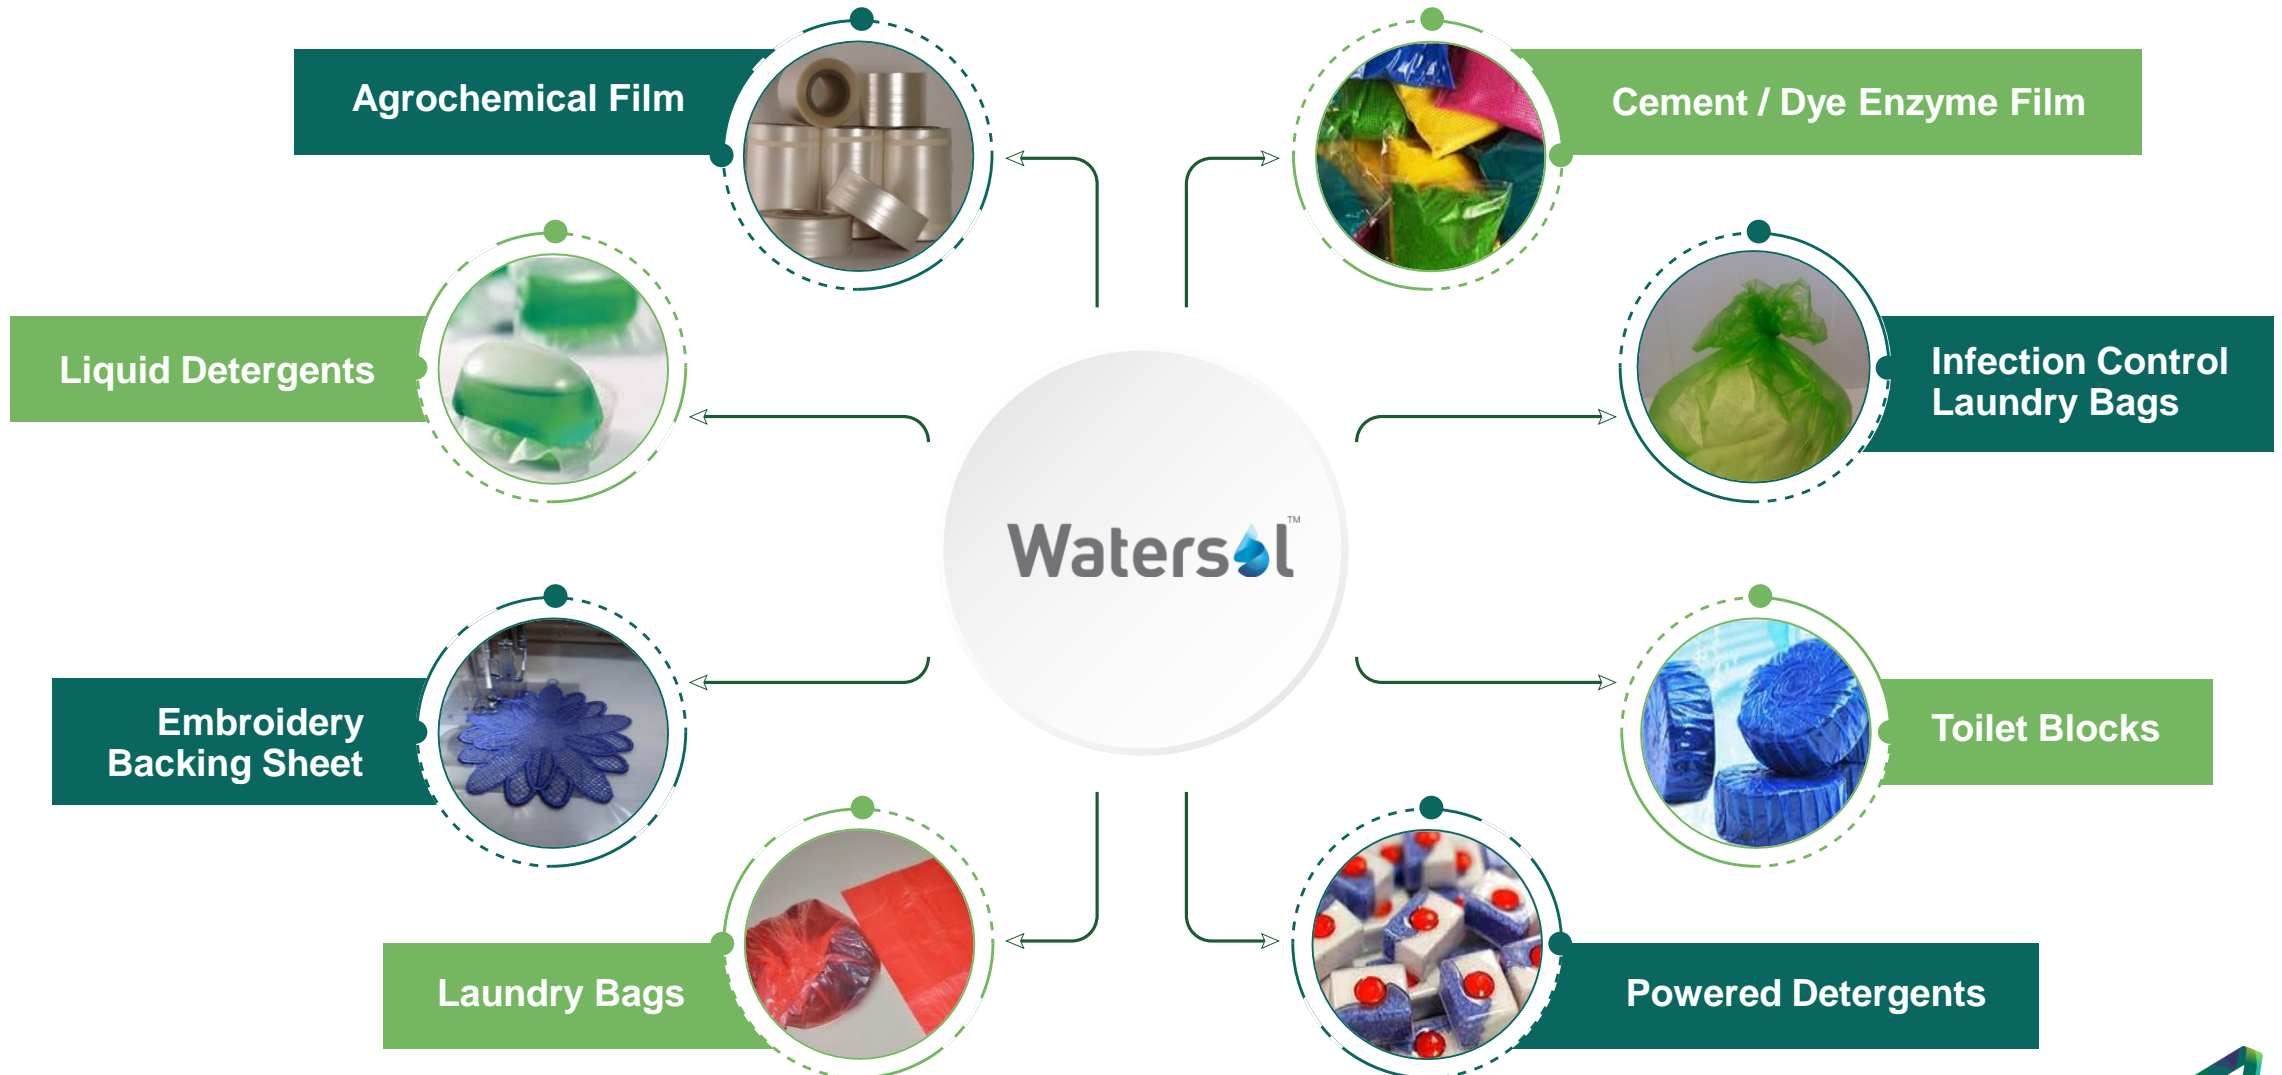 Agrochemical Film
Cement / Dye Enzyme Film
Liquid Detergents
Infection Control
Laundry Bags
Watersol™
Embroidery
Backing Sheet
Toilet Blocks
Laundry Bags
Powered Detergents